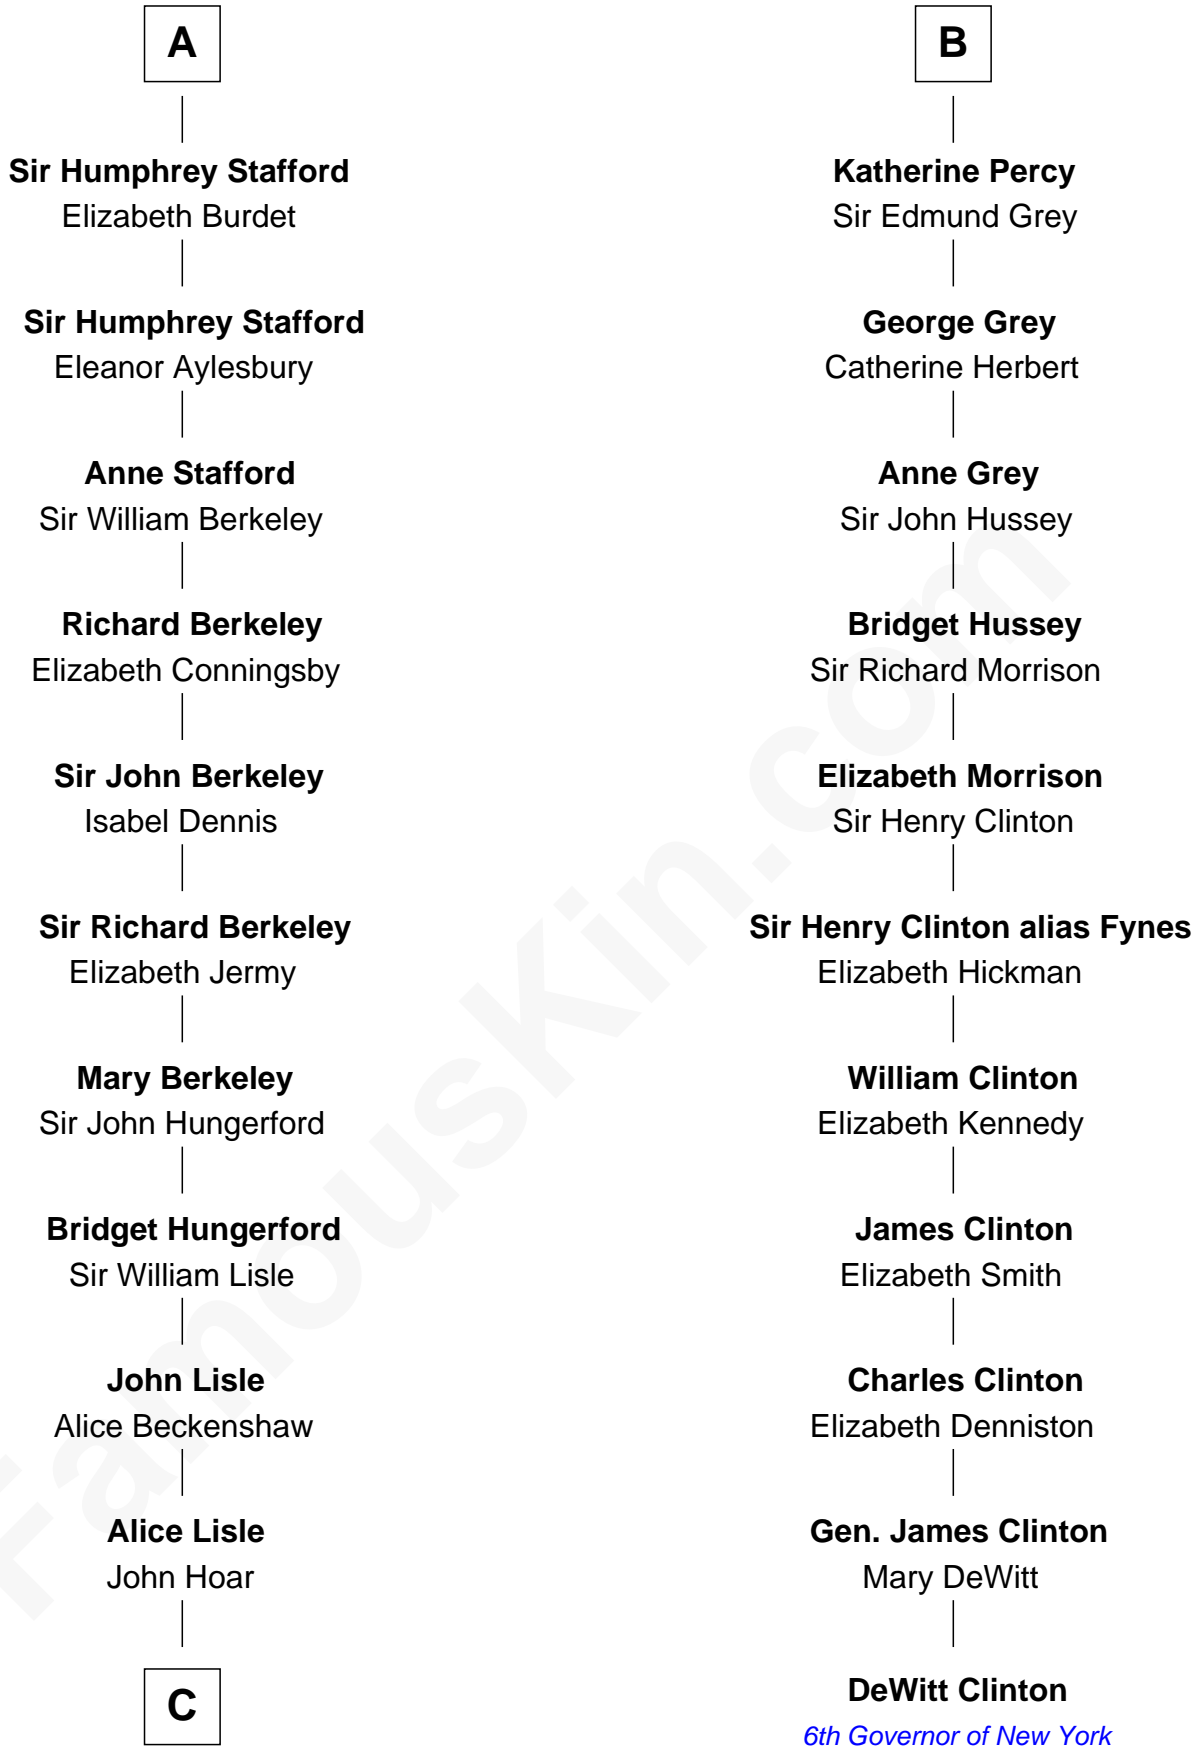 A
Sir Humphrey Stafford
Elizabeth Burdet
Sir Humphrey Stafford
Eleanor Aylesbury
Anne Stafford
Sir William Berkeley
Richard Berkeley
Elizabeth Conningsby
Sir John Berkeley
Isabel Dennis
Sir Richard Berkeley
Elizabeth Jermy
Mary Berkeley
Sir John Hungerford
Bridget Hungerford
Sir William Lisle
John Lisle
Alice Beckenshaw
Alice Lisle
John Hoar
C
B
Katherine Percy
Sir Edmund Grey
George Grey
Catherine Herbert
Anne Grey
Sir John Hussey
Bridget Hussey
Sir Richard Morrison
Elizabeth Morrison
Sir Henry Clinton
Sir Henry Clinton alias Fynes
Elizabeth Hickman
William Clinton
Elizabeth Kennedy
James Clinton
Elizabeth Smith
Charles Clinton
Elizabeth Denniston
Gen. James Clinton
Mary DeWitt
DeWitt Clinton
6th Governor of New York
FamousKin.com